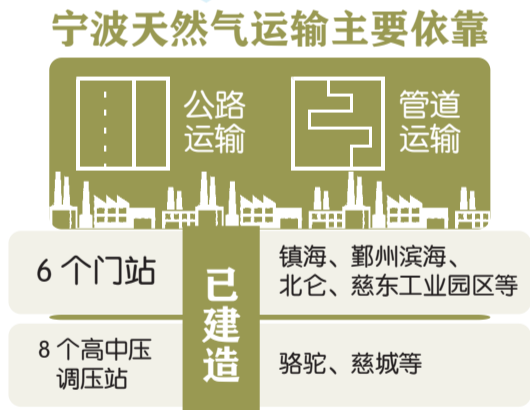 宁波天然气运输主要依靠
公路
运输
管道
运输
6个门站
已建造
镇海、鄞州滨海、
北仑、慈东工业园区等
8个高中压
调压站
骆驼、慈城等